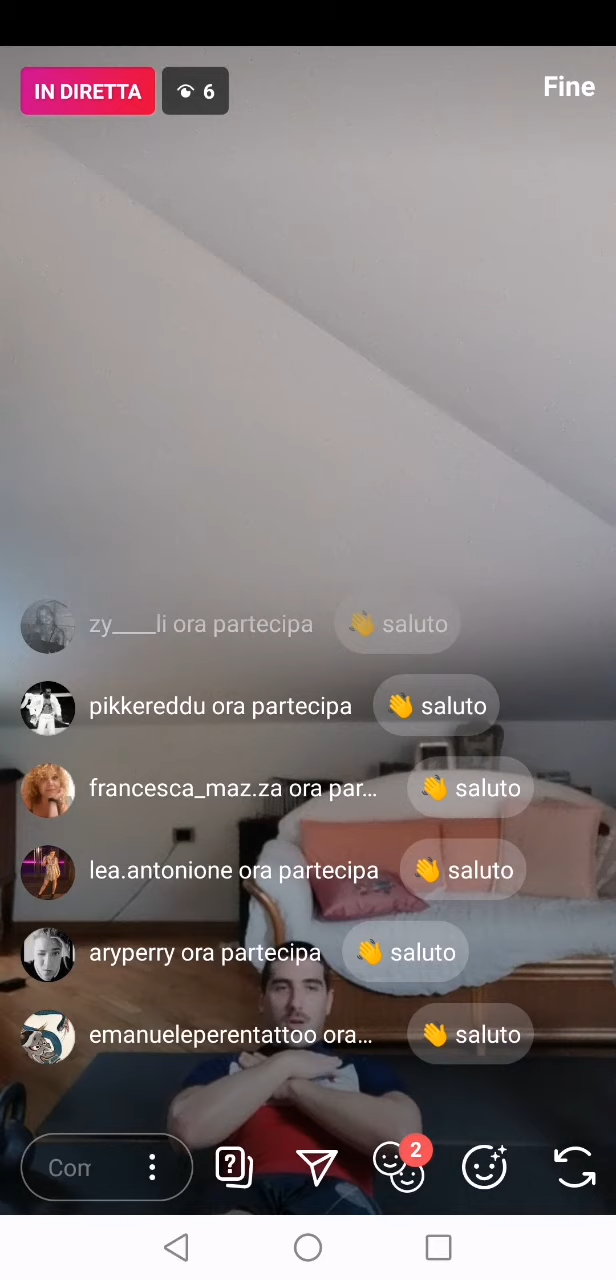 IN DIRETTA 6 Fine
zy____li ora partecipa 👋 saluto
pikkereddu ora partecipa 👋 saluto
francesca_maz.za ora par... 👋 saluto
lea.antonione ora partecipa 👋 saluto
aryperry ora partecipa 👋 saluto
emanueleperentattoo ora... 👋 saluto
Com
2